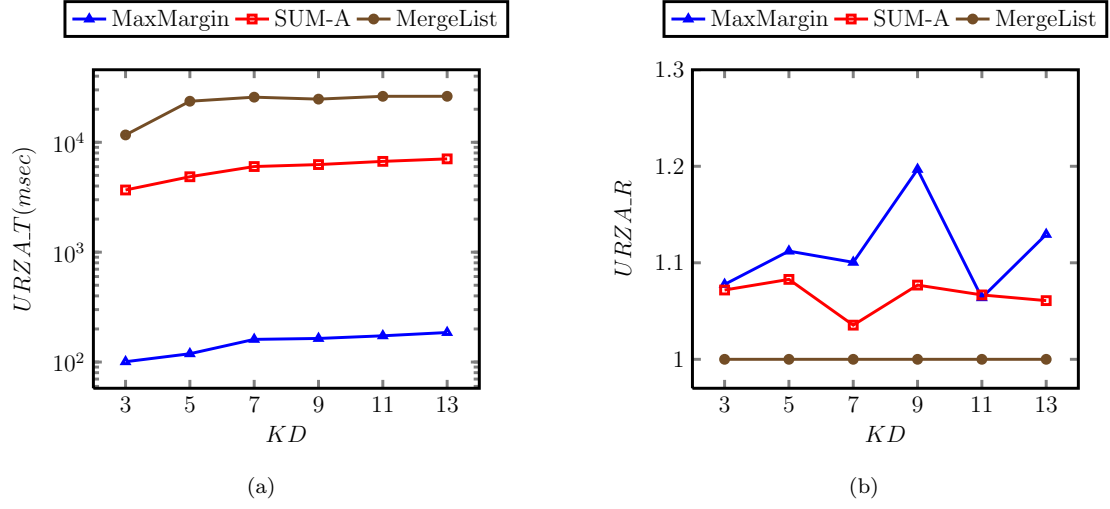 MaxMargin SUM-A MergeList
URZA_T(msec)
10^4
10^3
10^2
3 5 7 9 11 13
KD
(a)
MaxMargin SUM-A MergeList
URZA_R
1.3
1.2
1.1
1
3 5 7 9 11 13
KD
(b)